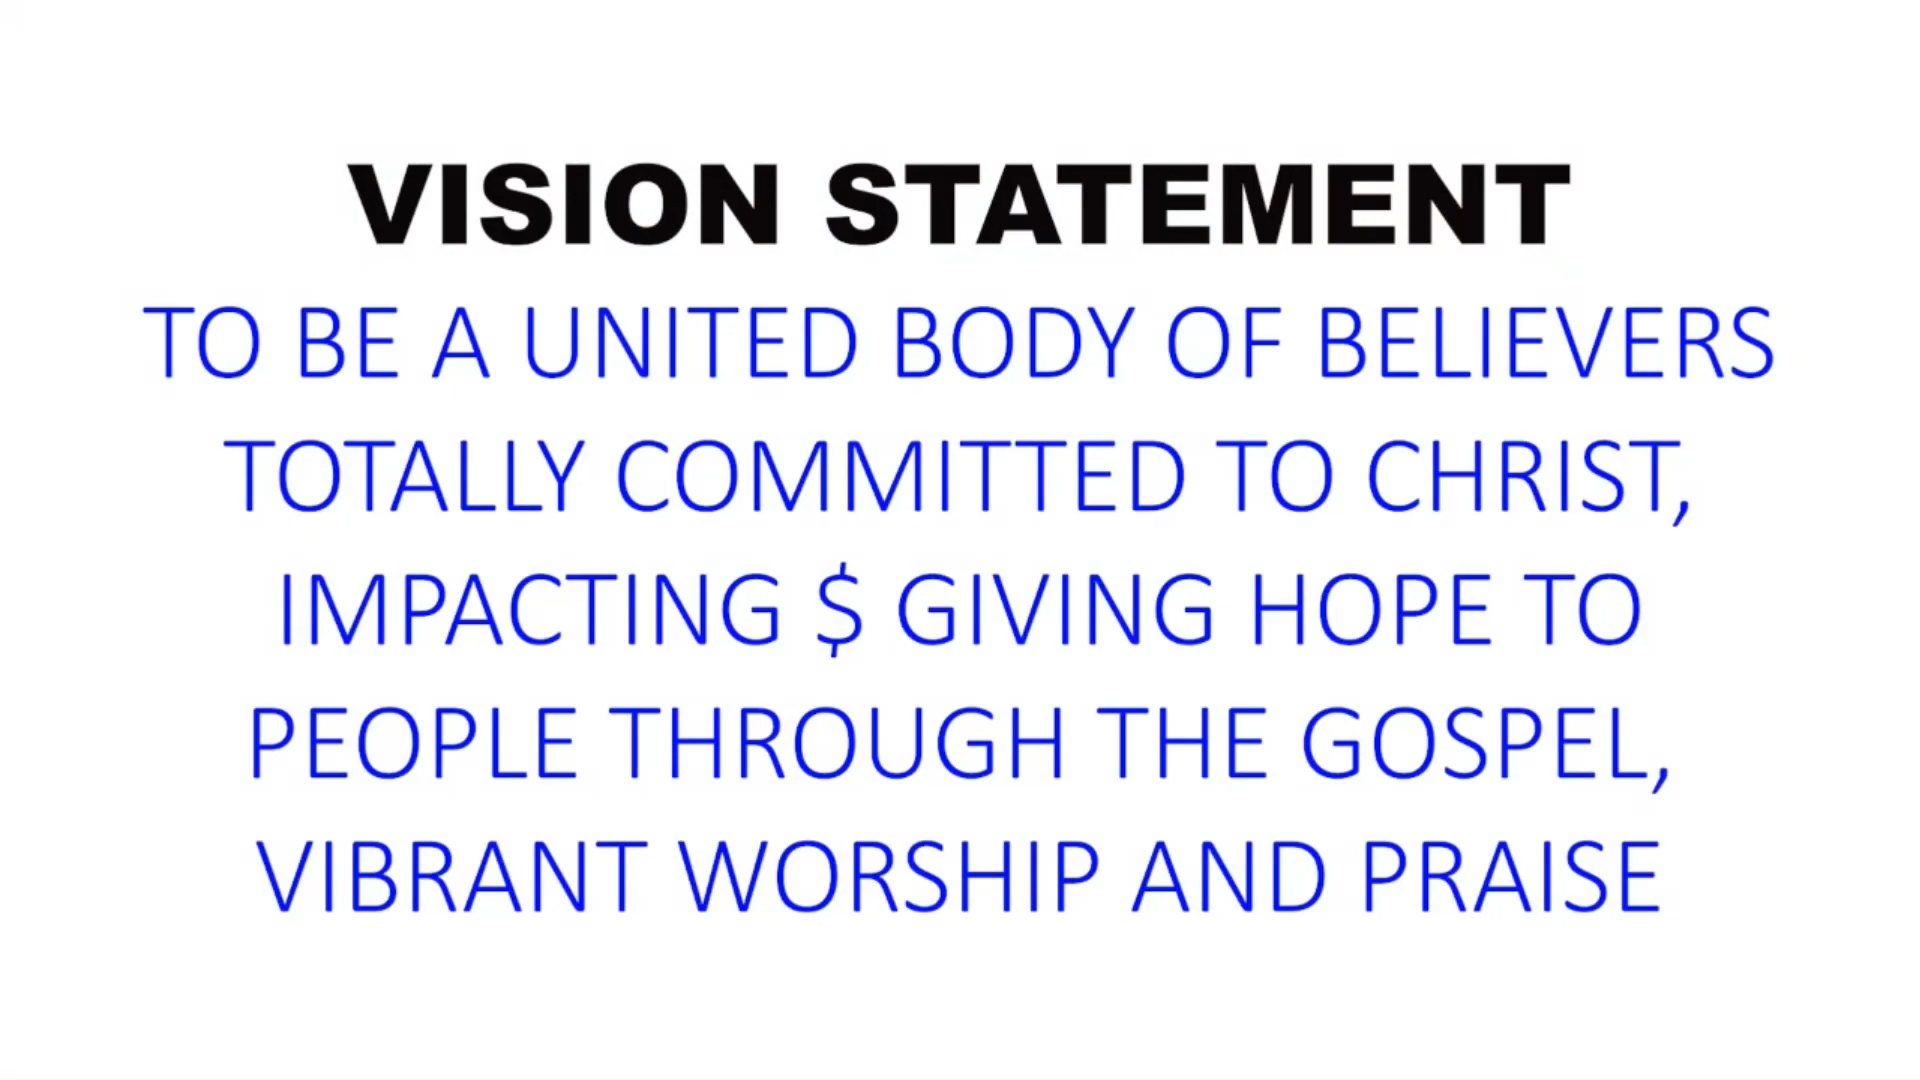 VISION STATEMENT
TO BE A UNITED BODY OF BELIEVERS
TOTALLY COMMITTED TO CHRIST,
IMPACTING $ GIVING HOPE TO
PEOPLE THROUGH THE GOSPEL,
VIBRANT WORSHIP AND PRAISE